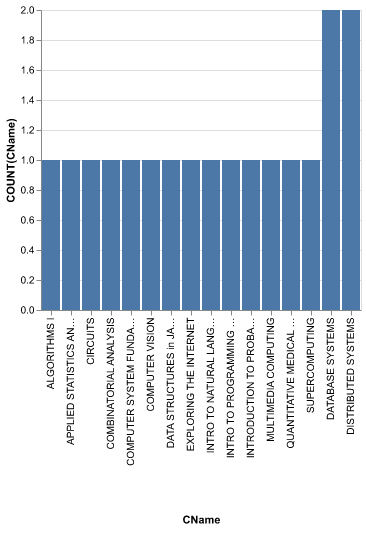 2.0
1.8
1.6
1.4
1.2
1.0
0.8
0.6
0.4
0.2
0.0
COUNT(CName)
ALGORITHMS I
APPLIED STATISTICS AN…
CIRCUITS
COMBINATORIAL ANALYSIS
COMPUTER SYSTEM FUNDA…
COMPUTER VISION
DATA STRUCTURES in JA…
EXPLORING THE INTERNET
INTRO TO NATURAL LANG…
INTRO TO PROGRAMMING …
INTRODUCTION TO PROBA…
MULTIMEDIA COMPUTING
QUANTITATIVE MEDICAL …
SUPERCOMPUTING
DATABASE SYSTEMS
DISTRIBUTED SYSTEMS
CName